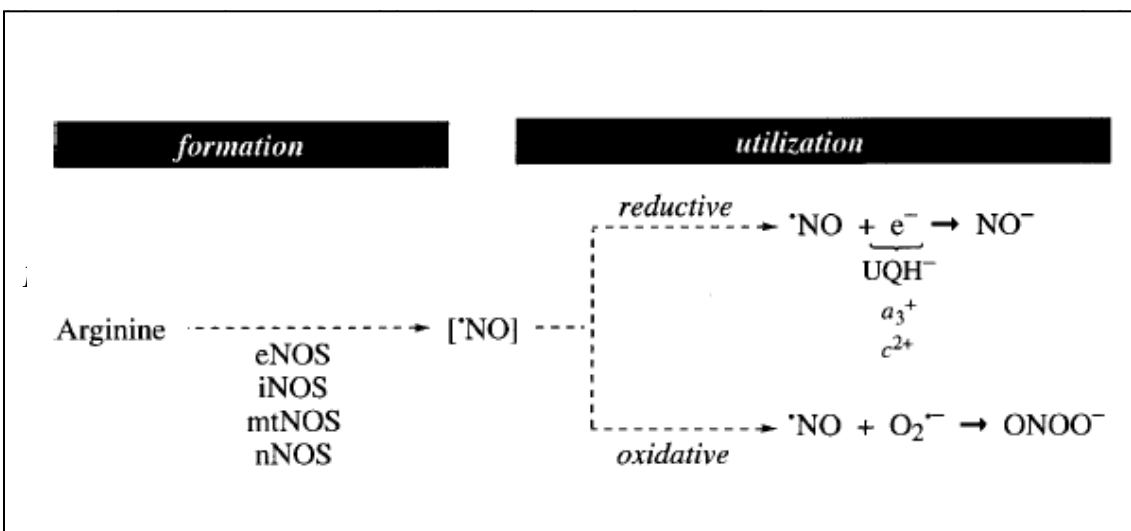 formation utilization
reductive
•NO + e⁻ → NO⁻
UQH⁻
a₃⁺
c²⁺
Arginine [•NO]
eNOS
iNOS
mtNOS
nNOS
•NO + O₂•⁻ → ONOO⁻
oxidative